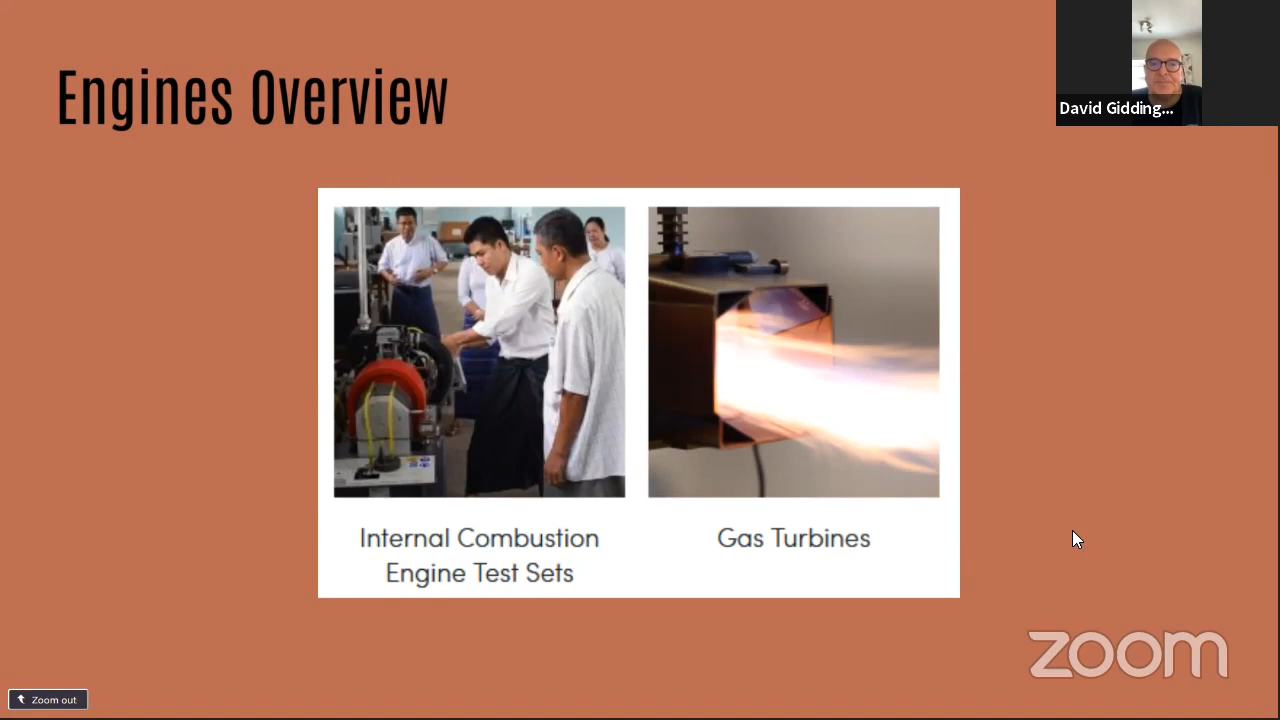 Engines Overview
David Gidding...
Internal Combustion
Engine Test Sets
Gas Turbines
zoom
Zoom out